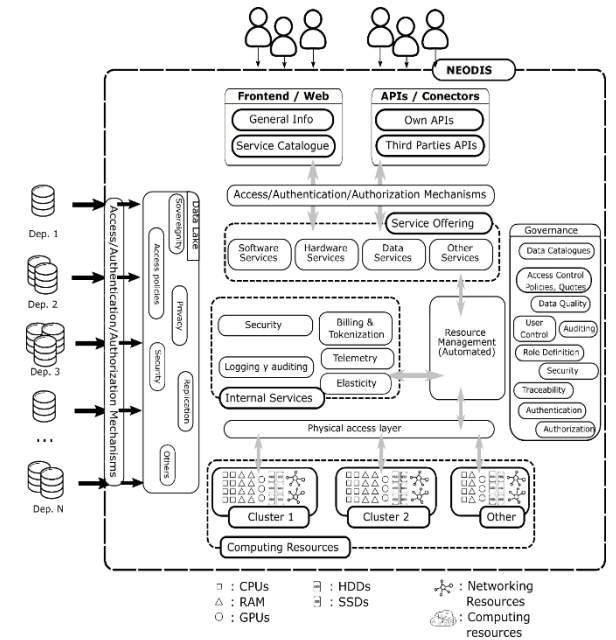 NEODIS
Frontend / Web
General Info
Service Catalogue
APIs / Conectors
Own APIs
Third Parties APIs
Access/Authentication/Authorization Mechanisms
Service Offering
Software
Services
Hardware
Services
Data
Services
Other
Services
Dep. 1
Dep. 2
Dep. 3
...
Dep. N
Access/Authentication/Authorization Mechanisms
Data Lake
Sovereignity
Access policies
Privacy
Security
Replication
Others
Security
Billing &
Tokenization
Telemetry
Logging y auditing
Elasticity
Internal Services
Resource
Management
(Automated)
Governance
Data Catalogues
Access Control
Policies, Quotes
Data Quality
User
Control
Auditing
Role Definition
Security
Traceability
Authentication
Authorization
Physical access layer
Cluster 1
Cluster 2
Other
Computing Resources
: CPUs
: RAM
: GPUs
: HDDs
: SSDs
: Networking
Resources
: Computing
resources